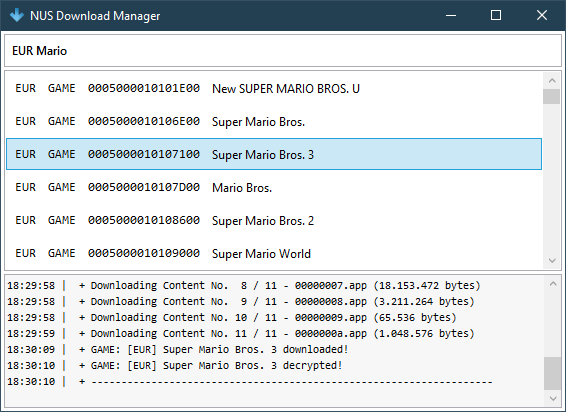 NUS Download Manager
EUR Mario
EUR GAME 0005000010101E00 New SUPER MARIO BROS. U
EUR GAME 0005000010106E00 Super Mario Bros.
EUR GAME 0005000010107100 Super Mario Bros. 3
EUR GAME 0005000010107D00 Mario Bros.
EUR GAME 0005000010108600 Super Mario Bros. 2
EUR GAME 0005000010109000 Super Mario World
18:29:58 | + Downloading Content No. 8 / 11 - 00000007.app (18.153.472 bytes)
18:29:58 | + Downloading Content No. 9 / 11 - 00000008.app (3.211.264 bytes)
18:29:58 | + Downloading Content No. 10 / 11 - 00000009.app (65.536 bytes)
18:29:59 | + Downloading Content No. 11 / 11 - 0000000a.app (1.048.576 bytes)
18:30:09 | + GAME: [EUR] Super Mario Bros. 3 downloaded!
18:30:10 | + GAME: [EUR] Super Mario Bros. 3 decrypted!
18:30:10 | + -------------------------------------------------------------------